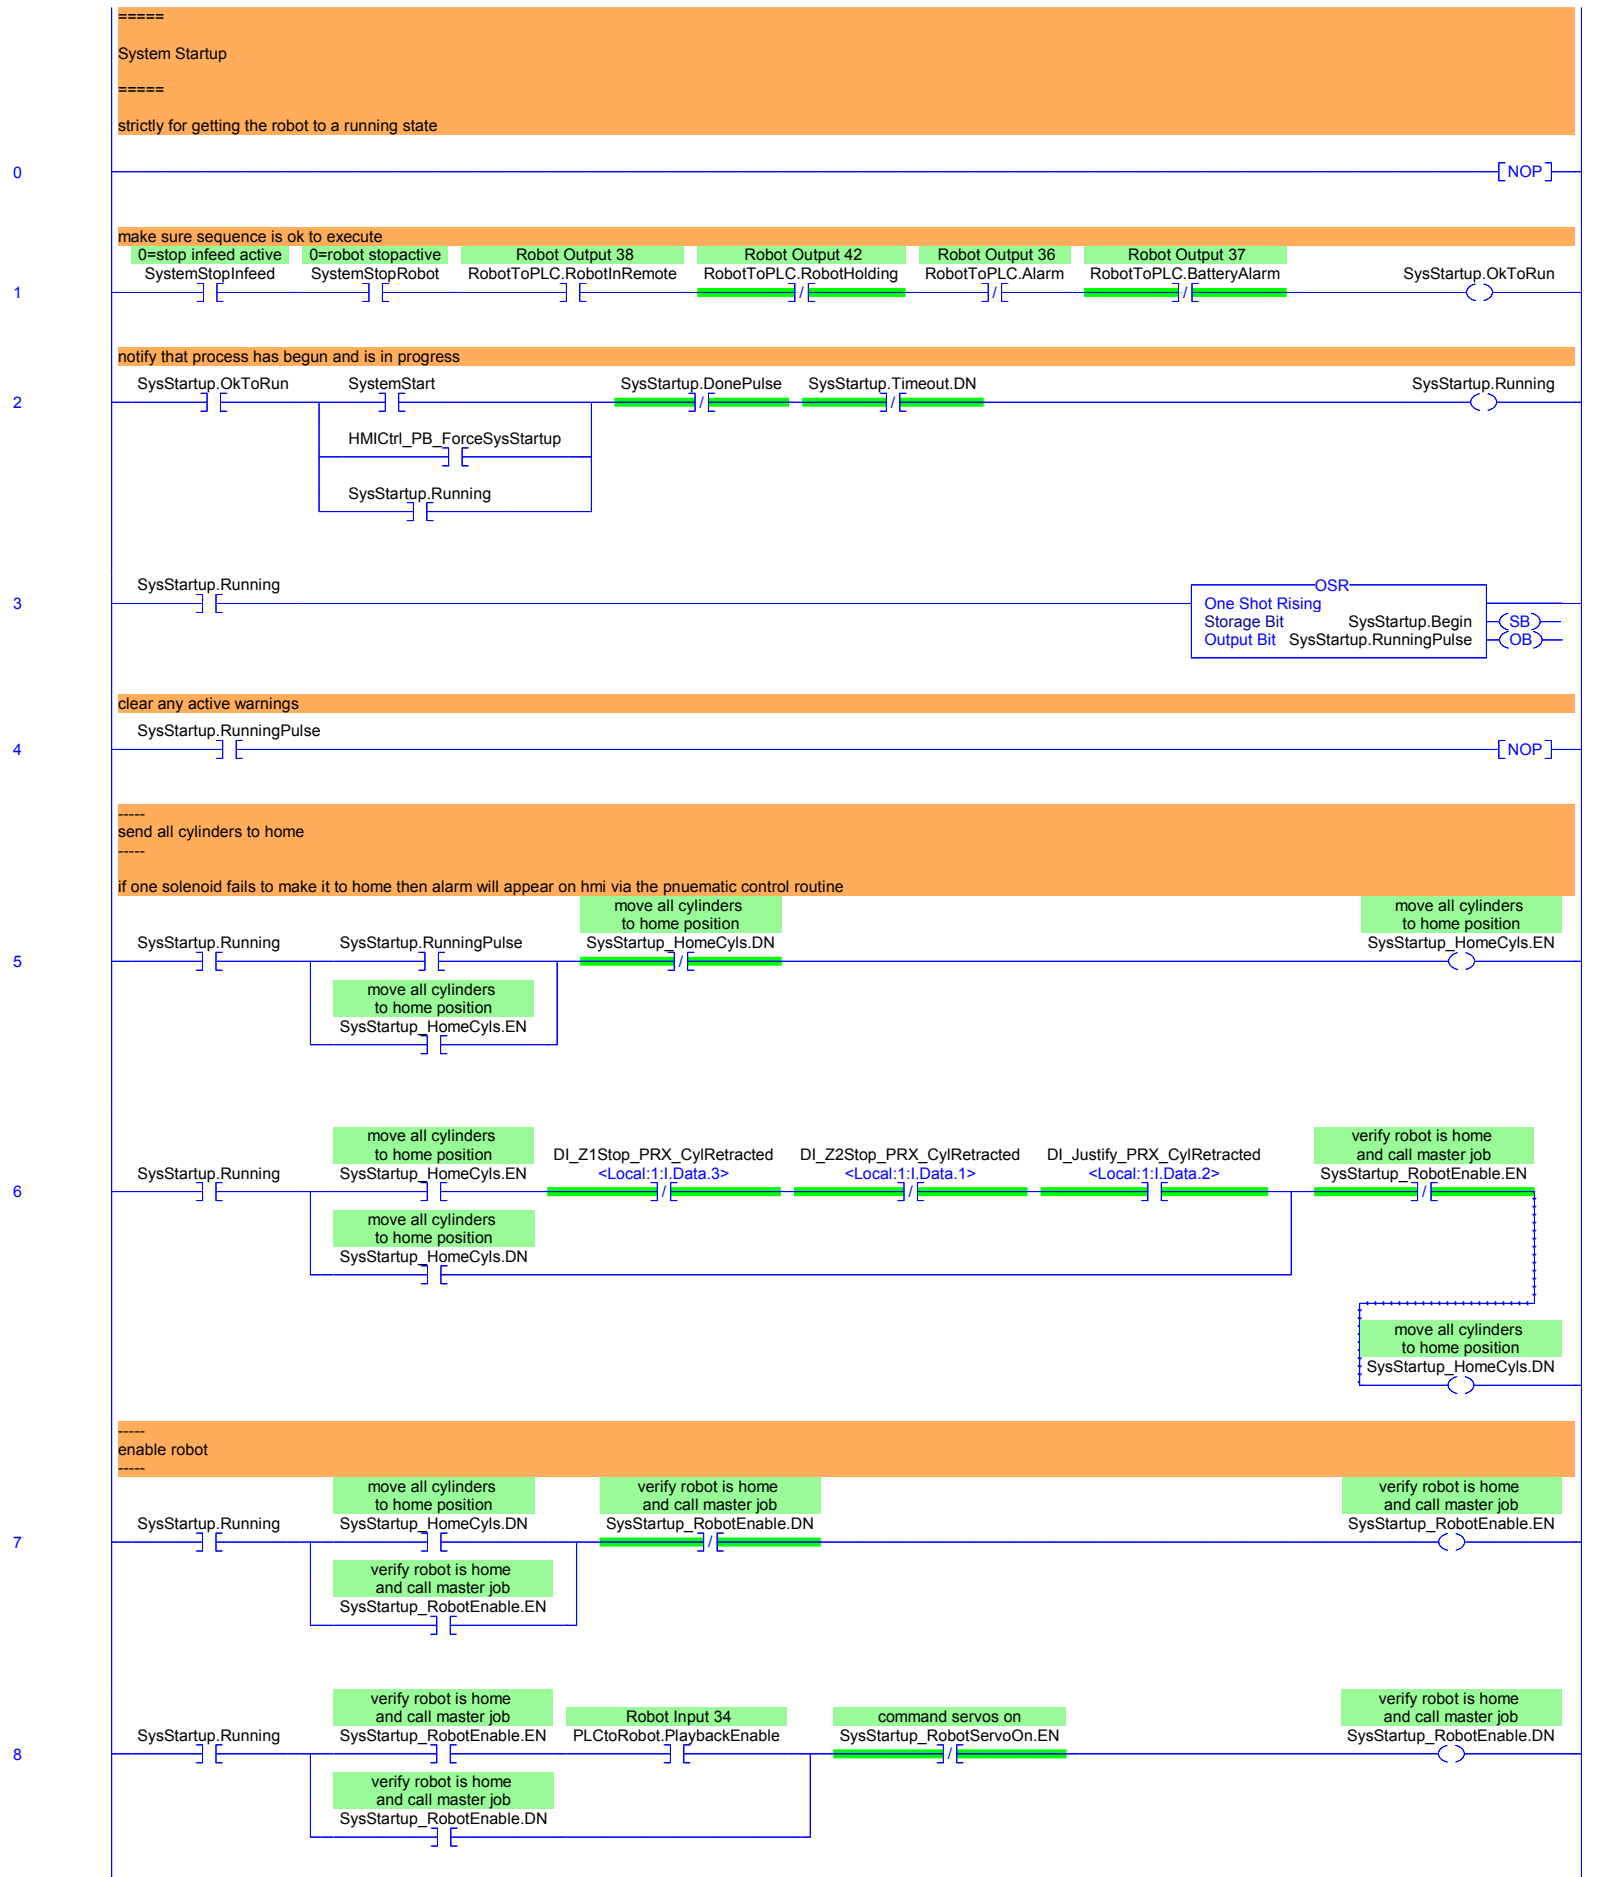 =====
System Startup
=====
strictly for getting the robot to a running state
0
NOP
make sure sequence is ok to execute
0=stop infeed active 0=robot stopactive Robot Output 38 Robot Output 42 Robot Output 36 Robot Output 37
SystemStopInfeed SystemStopRobot RobotToPLC.RobotInRemote RobotToPLC.RobotHolding RobotToPLC.Alarm RobotToPLC.BatteryAlarm SysStartup.OkToRun
1
notify that process has begun and is in progress
SysStartup.OkToRun SystemStart SysStartup.DonePulse SysStartup.Timeout.DN SysStartup.Running
2
HMICtrl_PB_ForceSysStartup
SysStartup.Running
SysStartup.Running OSR
3
One Shot Rising
Storage Bit SysStartup.Begin SB
Output Bit SysStartup.RunningPulse OB
clear any active warnings
SysStartup.RunningPulse
4
NOP
-----
send all cylinders to home
-----
if one solenoid fails to make it to home then alarm will appear on hmi via the pnuematic control routine
move all cylinders move all cylinders
to home position to home position
SysStartup.Running SysStartup.RunningPulse SysStartup_HomeCyls.DN SysStartup_HomeCyls.EN
5
move all cylinders
to home position
SysStartup_HomeCyls.EN
move all cylinders verify robot is home
to home position DI_Z1Stop_PRX_CylRetracted DI_Z2Stop_PRX_CylRetracted DI_Justify_PRX_CylRetracted and call master job
SysStartup.Running SysStartup_HomeCyls.EN <Local:1:I.Data.3> <Local:1:I.Data.1> <Local:1:I.Data.2> SysStartup_RobotEnable.EN
6
move all cylinders
to home position
SysStartup_HomeCyls.DN
move all cylinders
to home position
SysStartup_HomeCyls.DN
-----
enable robot
-----
move all cylinders verify robot is home verify robot is home
to home position and call master job and call master job
SysStartup.Running SysStartup_HomeCyls.DN SysStartup_RobotEnable.DN SysStartup_RobotEnable.EN
7
verify robot is home
and call master job
SysStartup_RobotEnable.EN
verify robot is home verify robot is home
and call master job Robot Input 34 command servos on and call master job
SysStartup.Running SysStartup_RobotEnable.EN PLCtoRobot.PlaybackEnable SysStartup_RobotServoOn.EN SysStartup_RobotEnable.DN
8
verify robot is home
and call master job
SysStartup_RobotEnable.DN